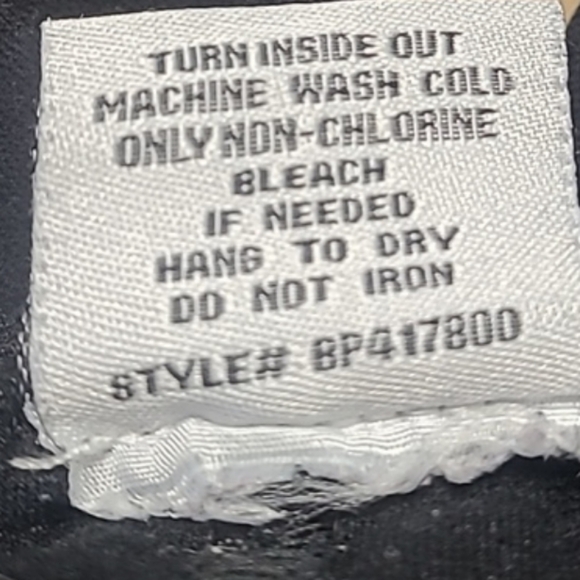 TURN INSIDE OUT
MACHINE WASH COLD
ONLY NON-CHLORINE
BLEACH
IF NEEDED
HANG TO DRY
DO NOT IRON
STYLE# BP417800